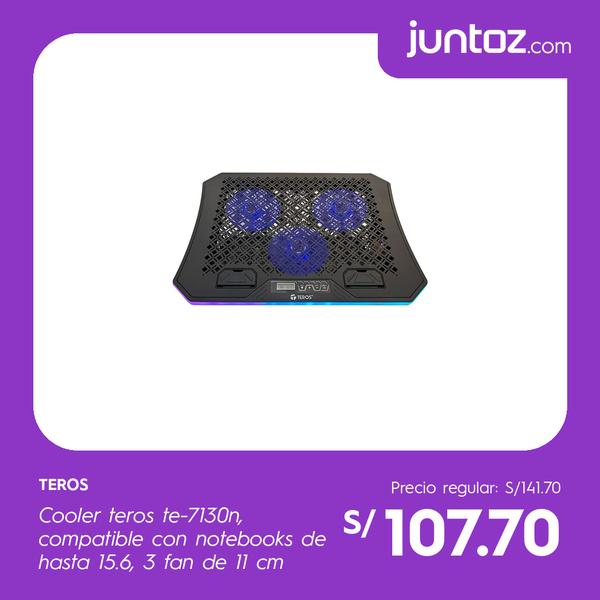 juntoz.com
TEROS
TEROS
Cooler teros te-7130n,
compatible con notebooks de
hasta 15.6, 3 fan de 11 cm
Precio regular: S/141.70
S/107.70